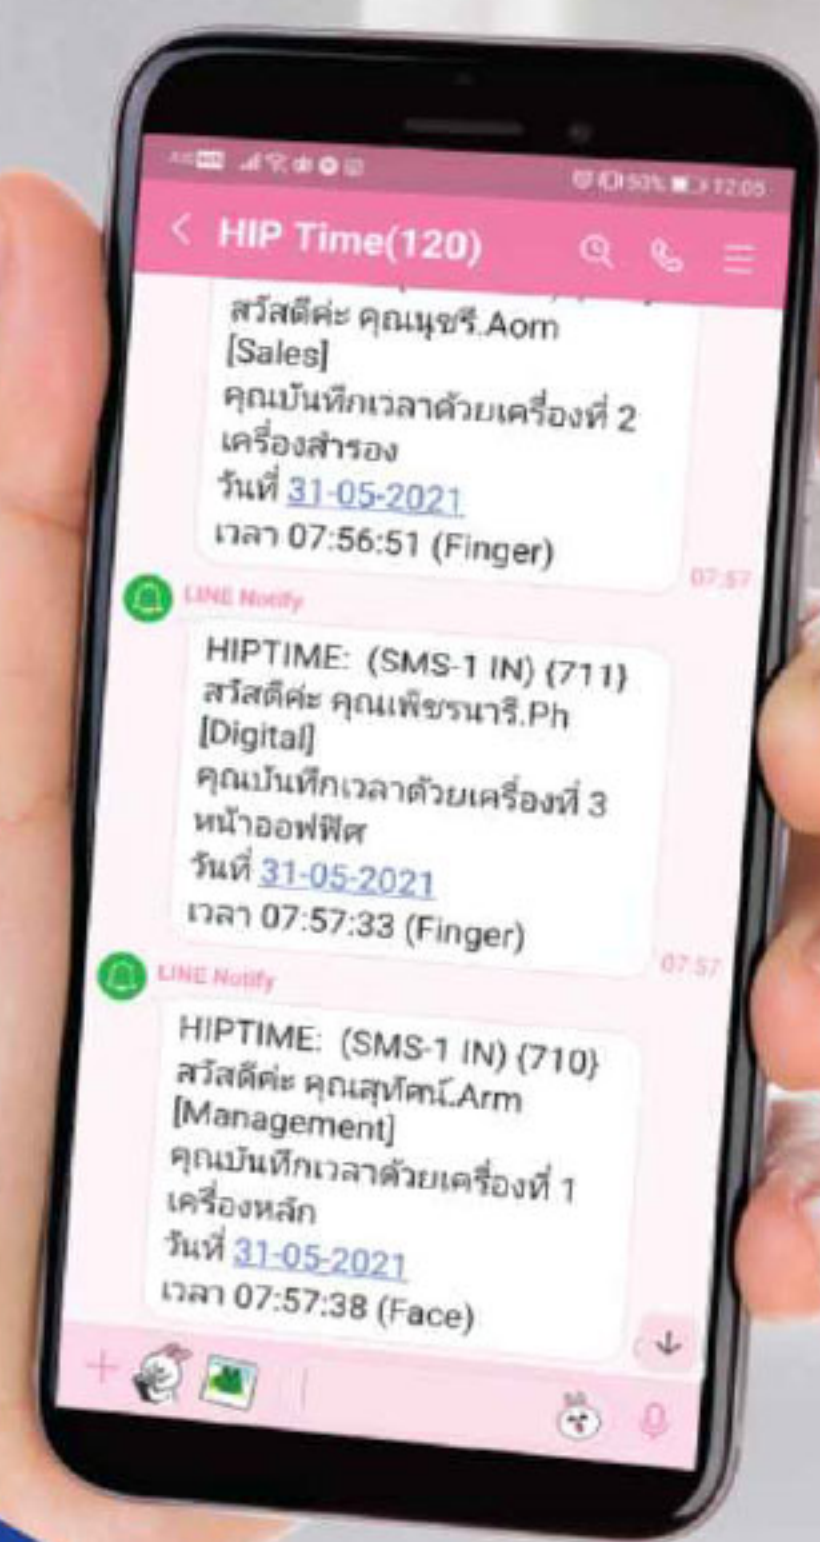 50% 12:05
HIP Time(120)
สวัสดีค่ะ คุณนุชรี.Aom
[Sales]
คุณบันทึกเวลาด้วยเครื่องที่ 2
เครื่องสำรอง
วันที่ 31-05-2021
เวลา 07:56:51 (Finger)
07:57
LINE Notify
HIPTIME: (SMS-1 IN) {711}
สวัสดีค่ะ คุณเพ็ชรนารี.Ph
[Digital]
คุณบันทึกเวลาด้วยเครื่องที่ 3
หน้าออฟฟิศ
วันที่ 31-05-2021
เวลา 07:57:33 (Finger)
07:57
LINE Notify
HIPTIME: (SMS-1 IN) {710}
สวัสดีค่ะ คุณสุทัศน์.Arm
[Management]
คุณบันทึกเวลาด้วยเครื่องที่ 1
เครื่องหลัก
วันที่ 31-05-2021
เวลา 07:57:38 (Face)